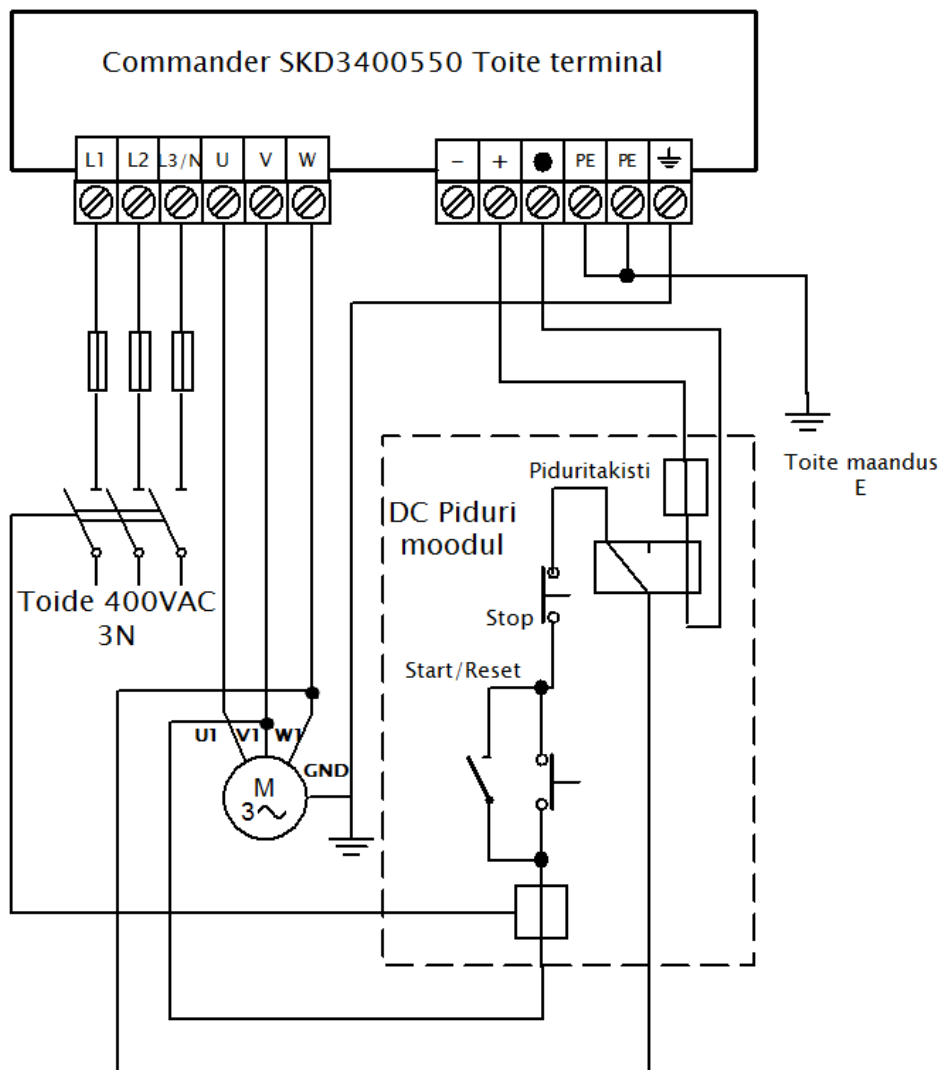 Commander SKD3400550 Toite terminal
L1 L2 L3/N U V W
- + PE PE
Toite maandus
E
Piduritakisti
DC Piduri
moodul
Stop
Start/Reset
Toide 400VAC
3N
U1 V1 W1
GND
M
3~